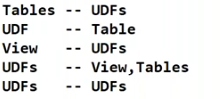 Tables -- UDFs
UDF    -- Table
View   -- UDFs
UDFs   -- View,Tables
UDFs   -- UDFs